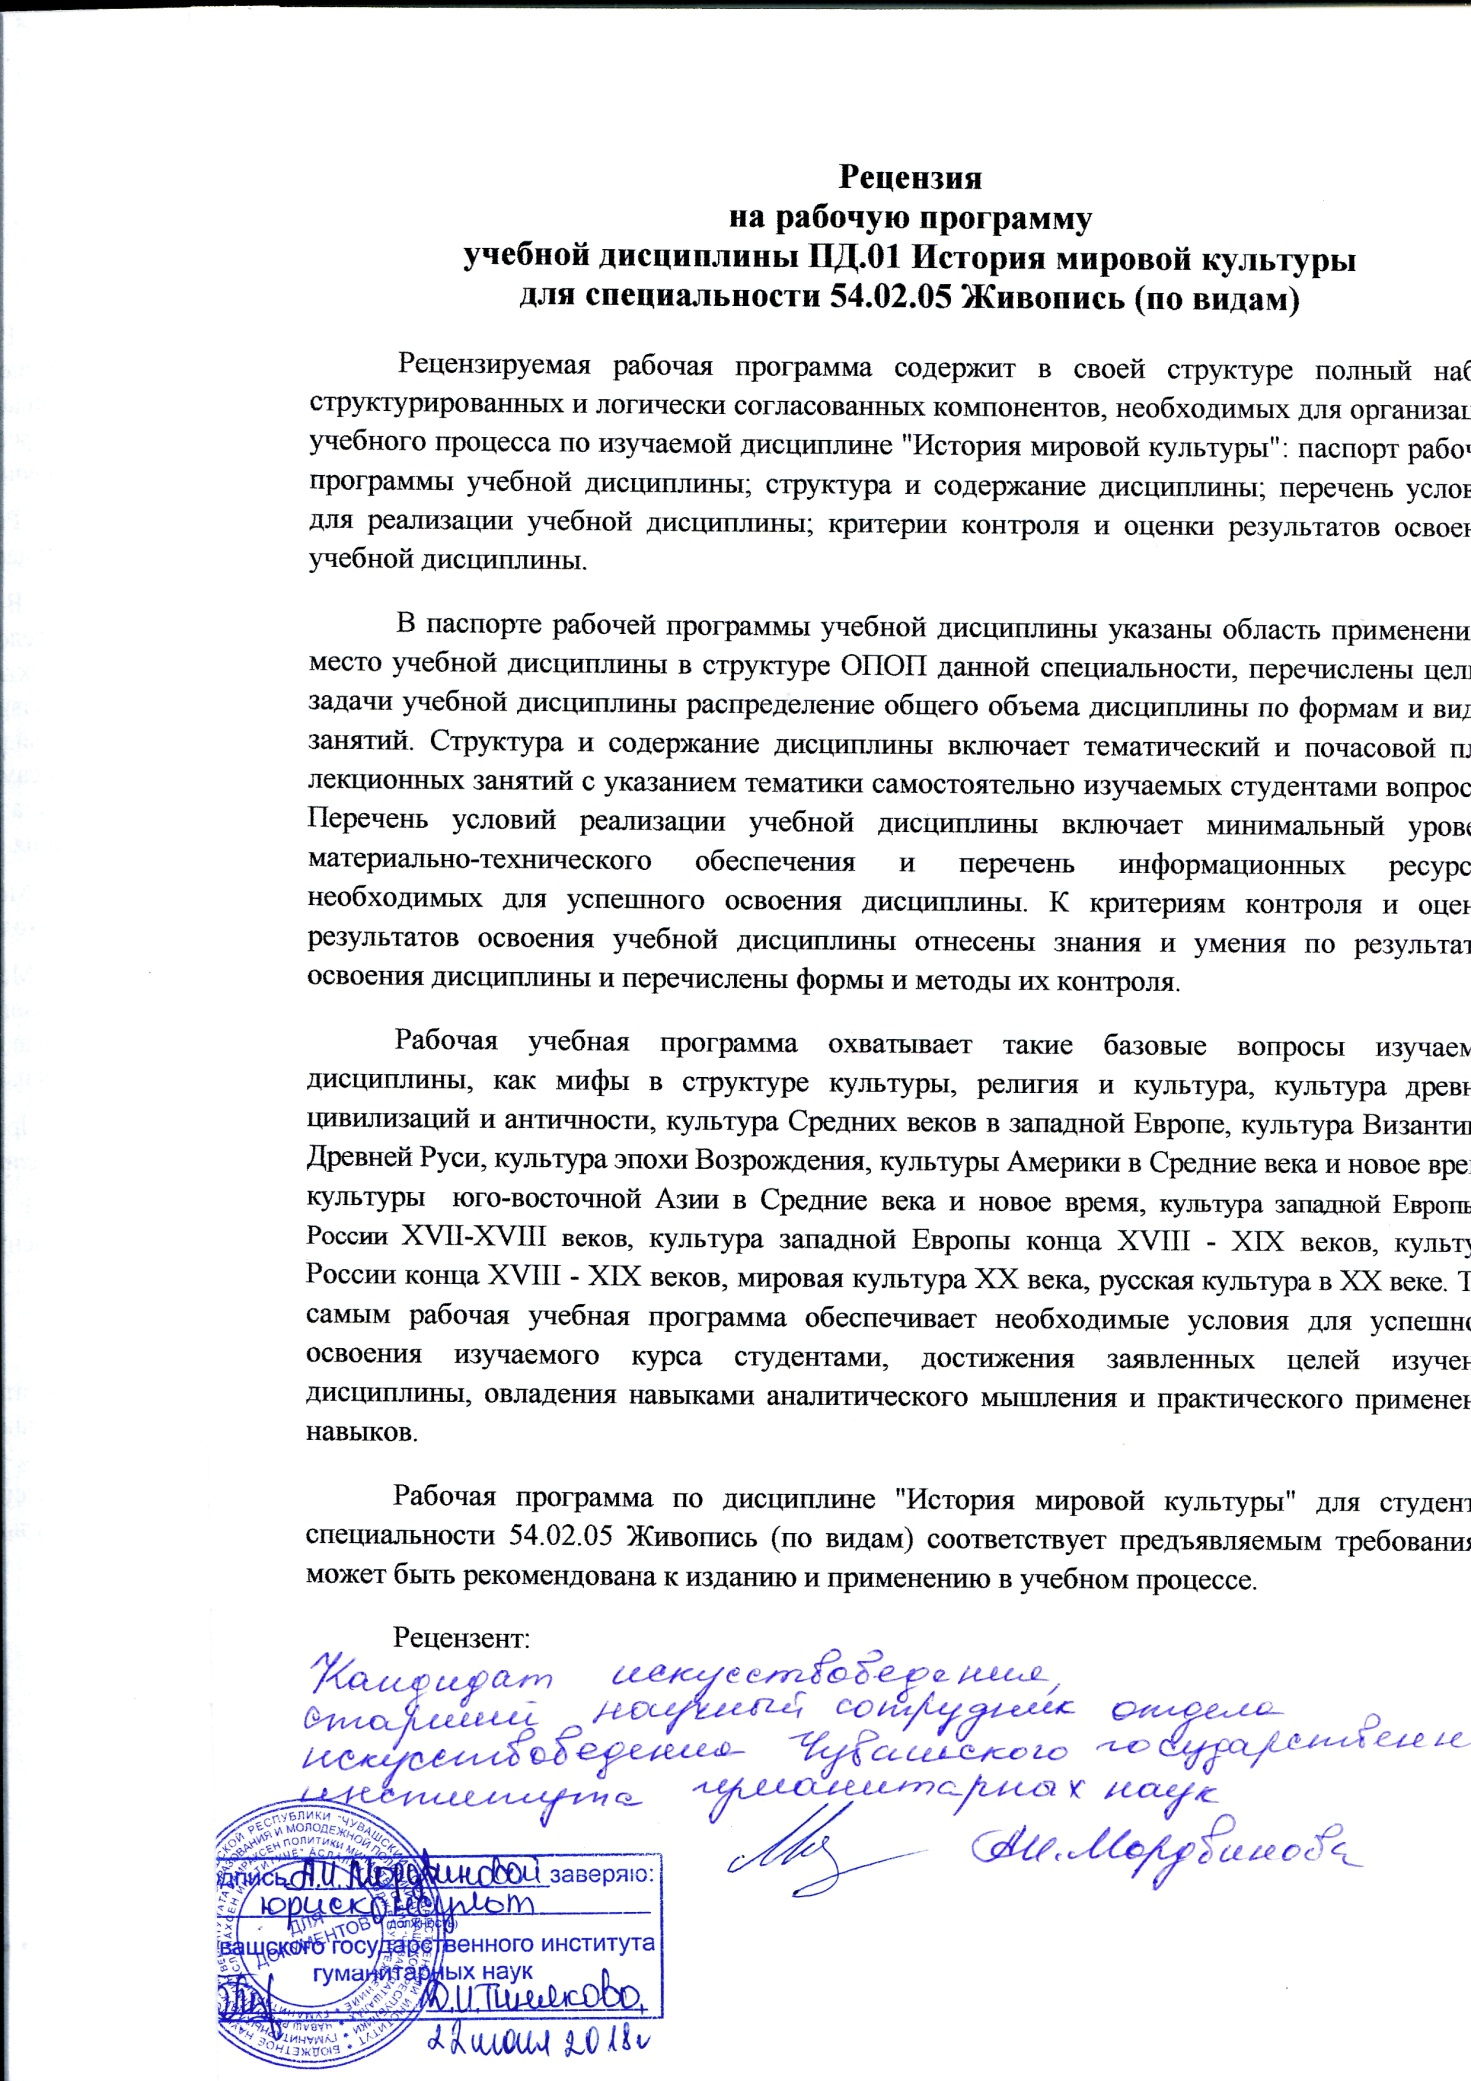 Рецензия
на рабочую программу
учебной дисциплины ПД.01 История мировой культуры
для специальности 54.02.05 Живопись (по видам)
Рецензируемая рабочая программа содержит в своей структуре полный наб
структурированных и логически согласованных компонентов, необходимых для организац
учебного процесса по изучаемой дисциплине "История мировой культуры": паспорт рабоч
программы учебной дисциплины; структура и содержание дисциплины; перечень услов
для реализации учебной дисциплины; критерии контроля и оценки результатов освоен
учебной дисциплины.
В паспорте рабочей программы учебной дисциплины указаны область применени
место учебной дисциплины в структуре ОПОП данной специальности, перечислены цели
задачи учебной дисциплины распределение общего объема дисциплины по формам и вид
занятий. Структура и содержание дисциплины включает тематический и почасовой пл
лекционных занятий с указанием тематики самостоятельно изучаемых студентами вопрос
Перечень условий реализации учебной дисциплины включает минимальный урове
материально-технического обеспечения и перечень информационных ресурс
необходимых для успешного освоения дисциплины. К критериям контроля и оцен
результатов освоения учебной дисциплины отнесены знания и умения по результат
освоения дисциплины и перечислены формы и методы их контроля.
Рабочая учебная программа охватывает такие базовые вопросы изучаем
дисциплины, как мифы в структуре культуры, религия и культура, культура древн
цивилизаций и античности, культура Средних веков в западной Европе, культура Византии
Древней Руси, культура эпохи Возрождения, культуры Америки в Средние века и новое врем
культуры юго-восточной Азии в Средние века и новое время, культура западной Европы
России XVII-XVIII веков, культура западной Европы конца XVIII - XIX веков, культу
России конца XVIII - XIX веков, мировая культура XX века, русская культура в XX веке. Т
самым рабочая учебная программа обеспечивает необходимые условия для успешно
освоения изучаемого курса студентами, достижения заявленных целей изучен
дисциплины, овладения навыками аналитического мышления и практического применен
навыков.
Рабочая программа по дисциплине "История мировой культуры" для студент
специальности 54.02.05 Живопись (по видам) соответствует предъявляемым требования
может быть рекомендована к изданию и применению в учебном процессе.
Рецензент:
Кандидат искусствоведения,
старший научный сотрудник отдела
искусствоведения Чувашского государственн
института гуманитарных наук
А.И. Мордвинова
дпись А.И. Мордвиновой заверяю:
юрисконсульт
(должность)
вашского государственного института
гуманитарных наук
22 июня 2018 г
ДЛЯ
ДОКУМЕНТОВ